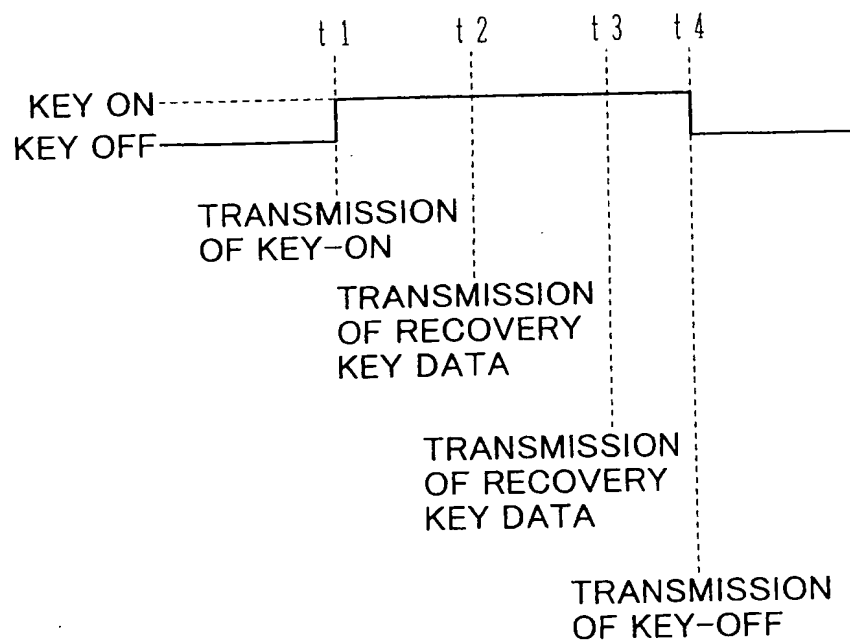 t1 t2 t3 t4
KEY ON
KEY OFF
TRANSMISSION
OF KEY-ON
TRANSMISSION
OF RECOVERY
KEY DATA
TRANSMISSION
OF RECOVERY
KEY DATA
TRANSMISSION
OF KEY-OFF